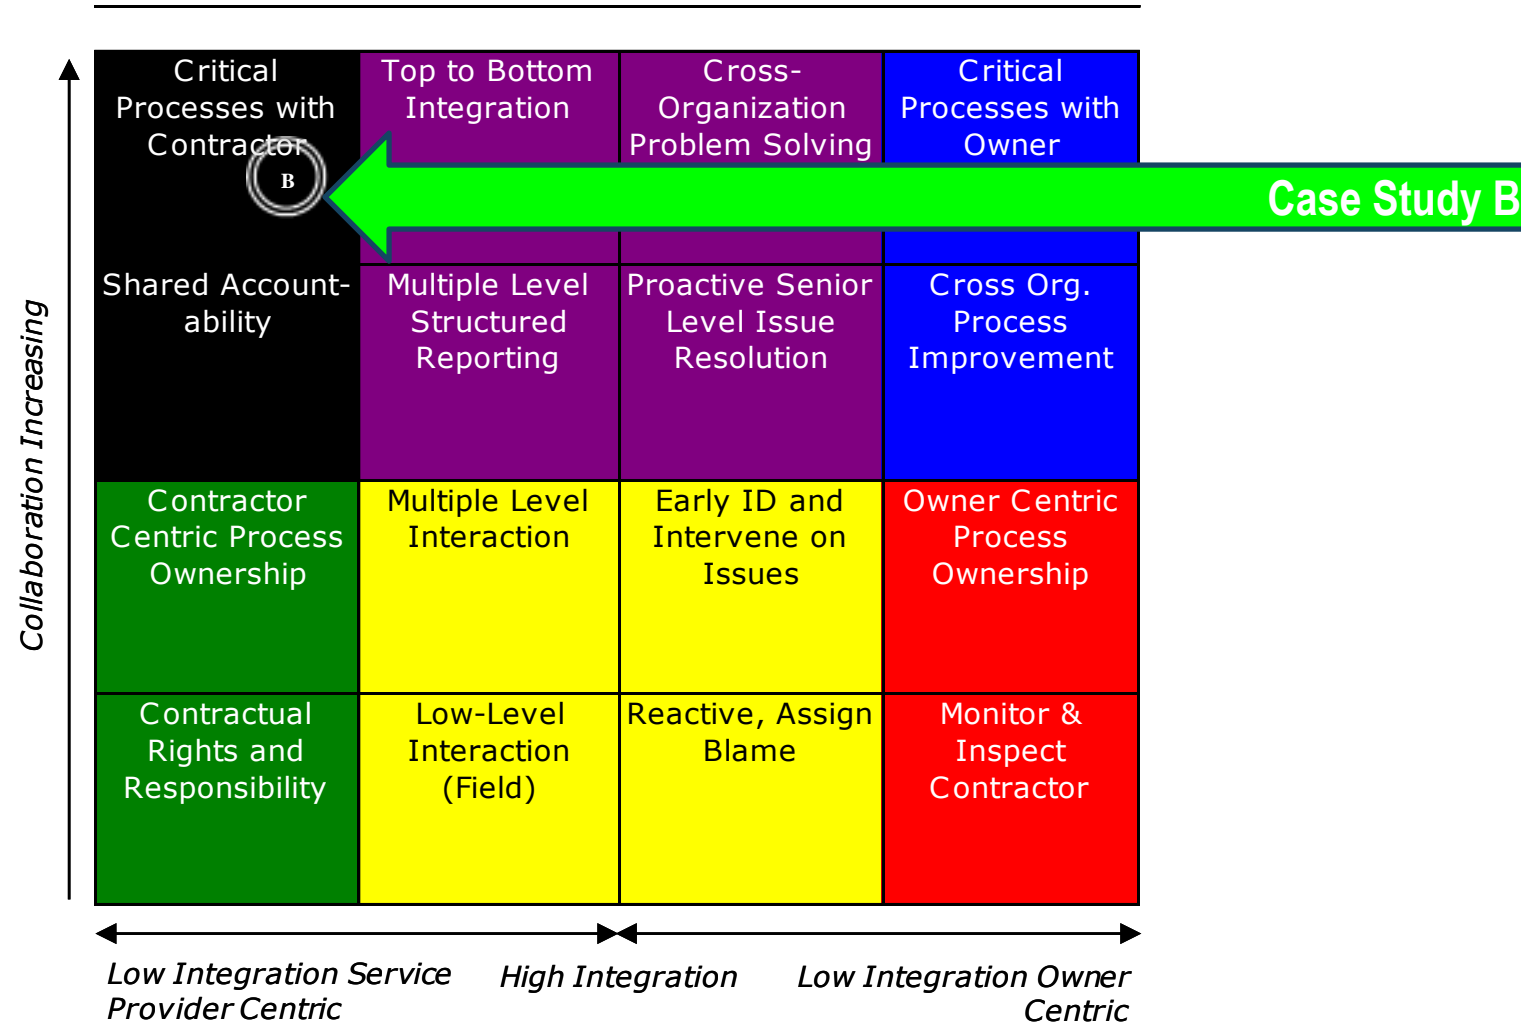 Critical
Processes with
Contractor
Top to Bottom
Integration
Cross-
Organization
Problem Solving
Critical
Processes with
Owner
B
Case Study B
Shared Account-
ability
Multiple Level
Structured
Reporting
Proactive Senior
Level Issue
Resolution
Cross Org.
Process
Improvement
Collaboration Increasing
Contractor
Centric Process
Ownership
Multiple Level
Interaction
Early ID and
Intervene on
Issues
Owner Centric
Process
Ownership
Contractual
Rights and
Responsibility
Low-Level
Interaction
(Field)
Reactive, Assign
Blame
Monitor &
Inspect
Contractor
Low Integration Service
Provider Centric
High Integration
Low Integration Owner
Centric